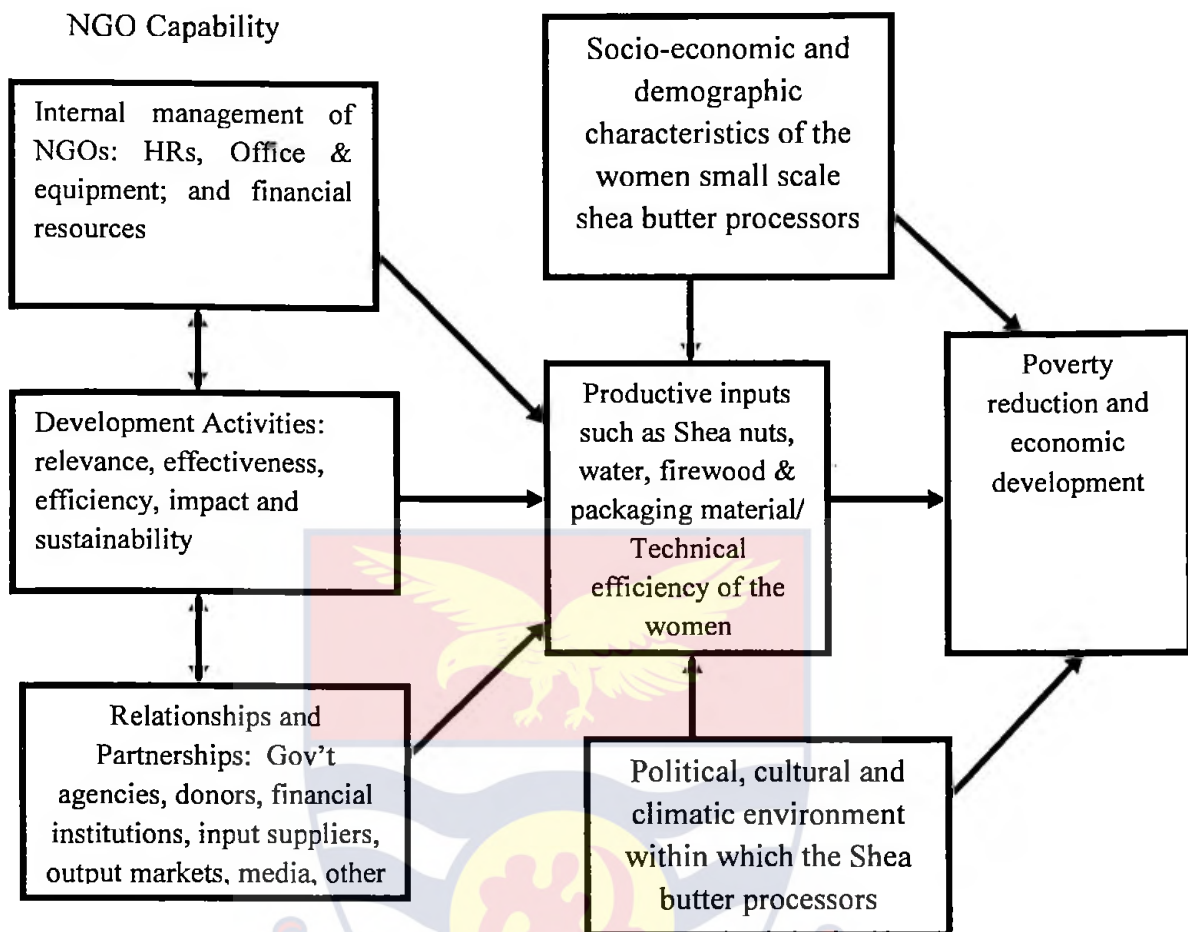 NGO Capability
Internal management of
NGOs: HRs, Office &
equipment; and financial
resources
Development Activities:
relevance, effectiveness,
efficiency, impact and
sustainability
Relationships and
Partnerships: Gov't
agencies, donors, financial
institutions, input suppliers,
output markets, media, other
Socio-economic and
demographic
characteristics of the
women small scale
shea butter processors
Productive inputs
such as Shea nuts,
water, firewood &
packaging material/
Technical
efficiency of the
women
Political, cultural and
climatic environment
within which the Shea
butter processors
Poverty
reduction and
economic
development